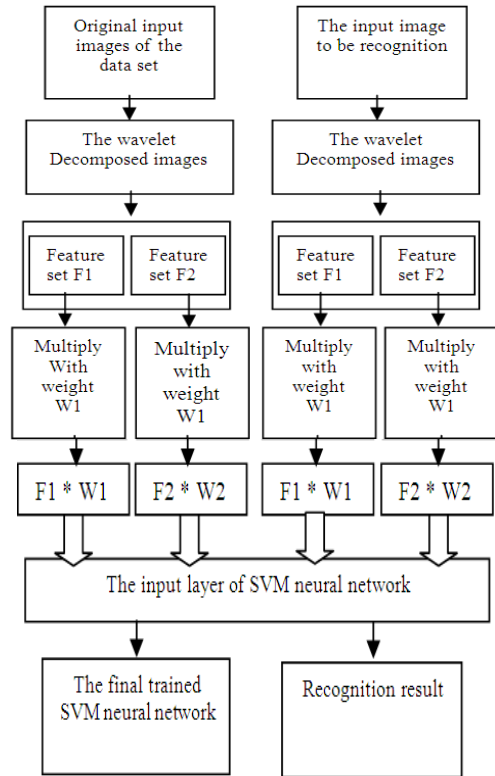 Original input
images of the
data set
The input image
to be recognition
The wavelet
Decomposed images
The wavelet
Decomposed images
Feature
set F1
Feature
set F2
Feature
set F1
Feature
set F2
Multiply
With
weight
W1
Multiply
with
weight
W1
Multiply
with
weight
W1
Multiply
with
weight
W1
F1 * W1
F2 * W2
F1 * W1
F2 * W2
The input layer of SVM neural network
The final trained
SVM neural network
Recognition result